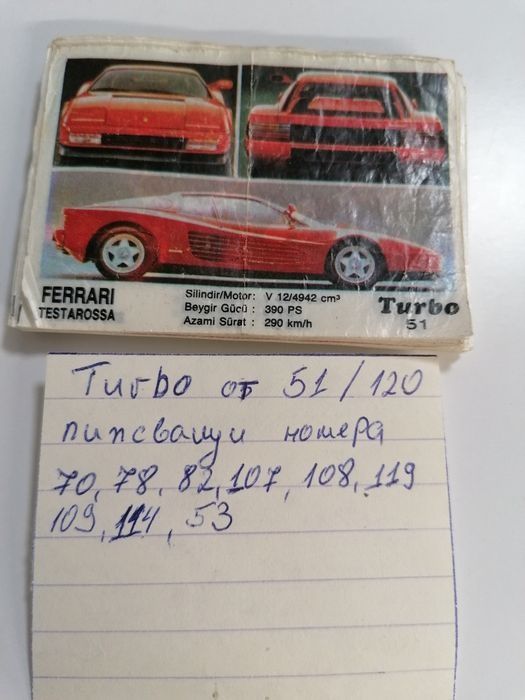 FERRARI
TESTAROSSA
Silindir/Motor: V 12/4942 cm³
Beygir Gücü : 390 PS
Azami Sürat : 290 km/h
Turbo
51
Turbo от 51/120
липсващи номера
70, 78, 82, 107, 108, 119
109, 114, 53